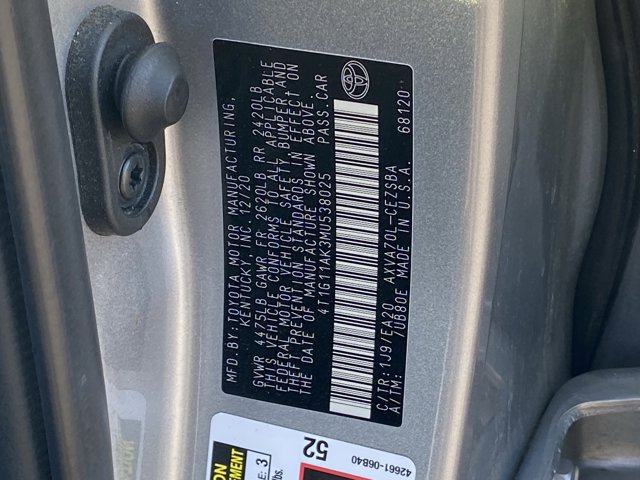 MFD. BY: TOYOTA MOTOR MANUFACTURING,
KENTUCKY, INC. 12/20
GVWR 4475LB GAWR FR 2620LB RR 2420LB
THIS VEHICLE CONFORMS TO ALL APPLICABLE
FEDERAL MOTOR VEHICLE SAFETY, BUMPER, AND
THEFT PREVENTION STANDARDS IN EFFECT ON
THE DATE OF MANUFACTURE SHOWN ABOVE.
4T1G11AK3MU538025 PASS. CAR
C/TR:1J9/EA20 AXVA70L-CEZSBA
A/TM: 7UB80E MADE IN U.S.A. 68120
52
42661-06B40
3